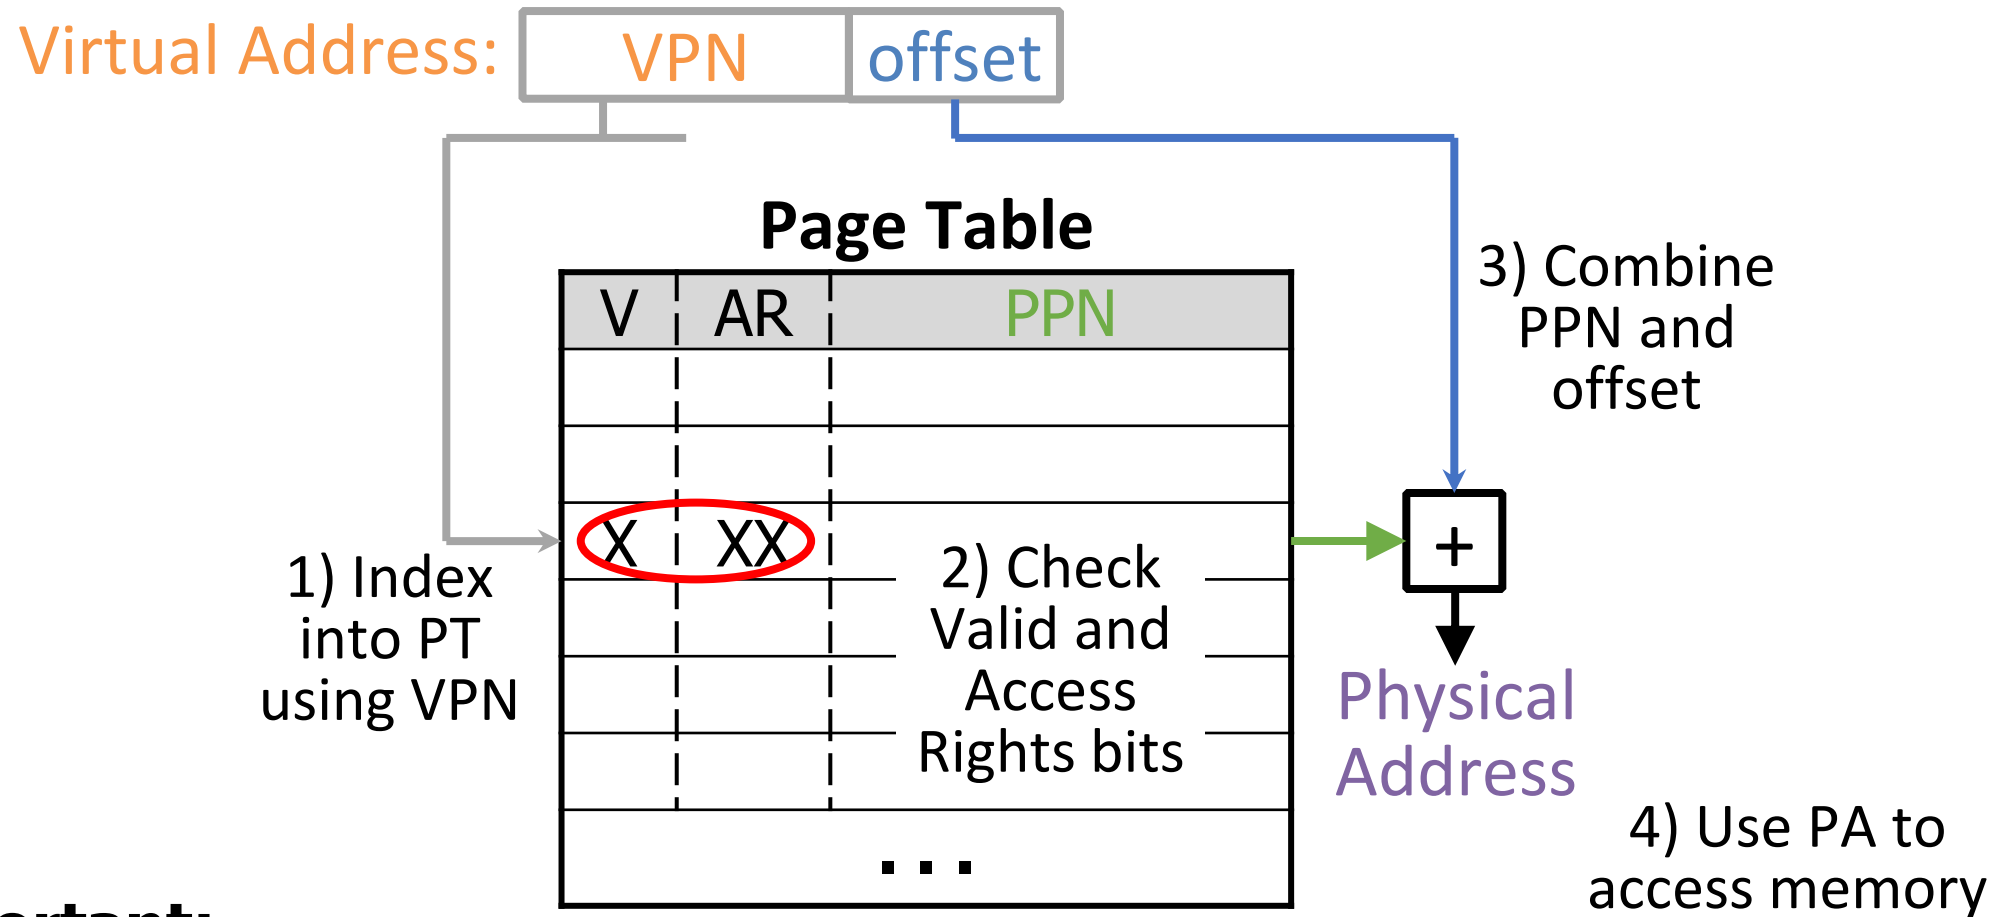 Virtual Address: VPN offset
Page Table
V AR PPN
X XX
1) Index
into PT
using VPN
2) Check
Valid and
Access
Rights bits
3) Combine
PPN and
offset
+
Physical
Address
4) Use PA to
access memory
...